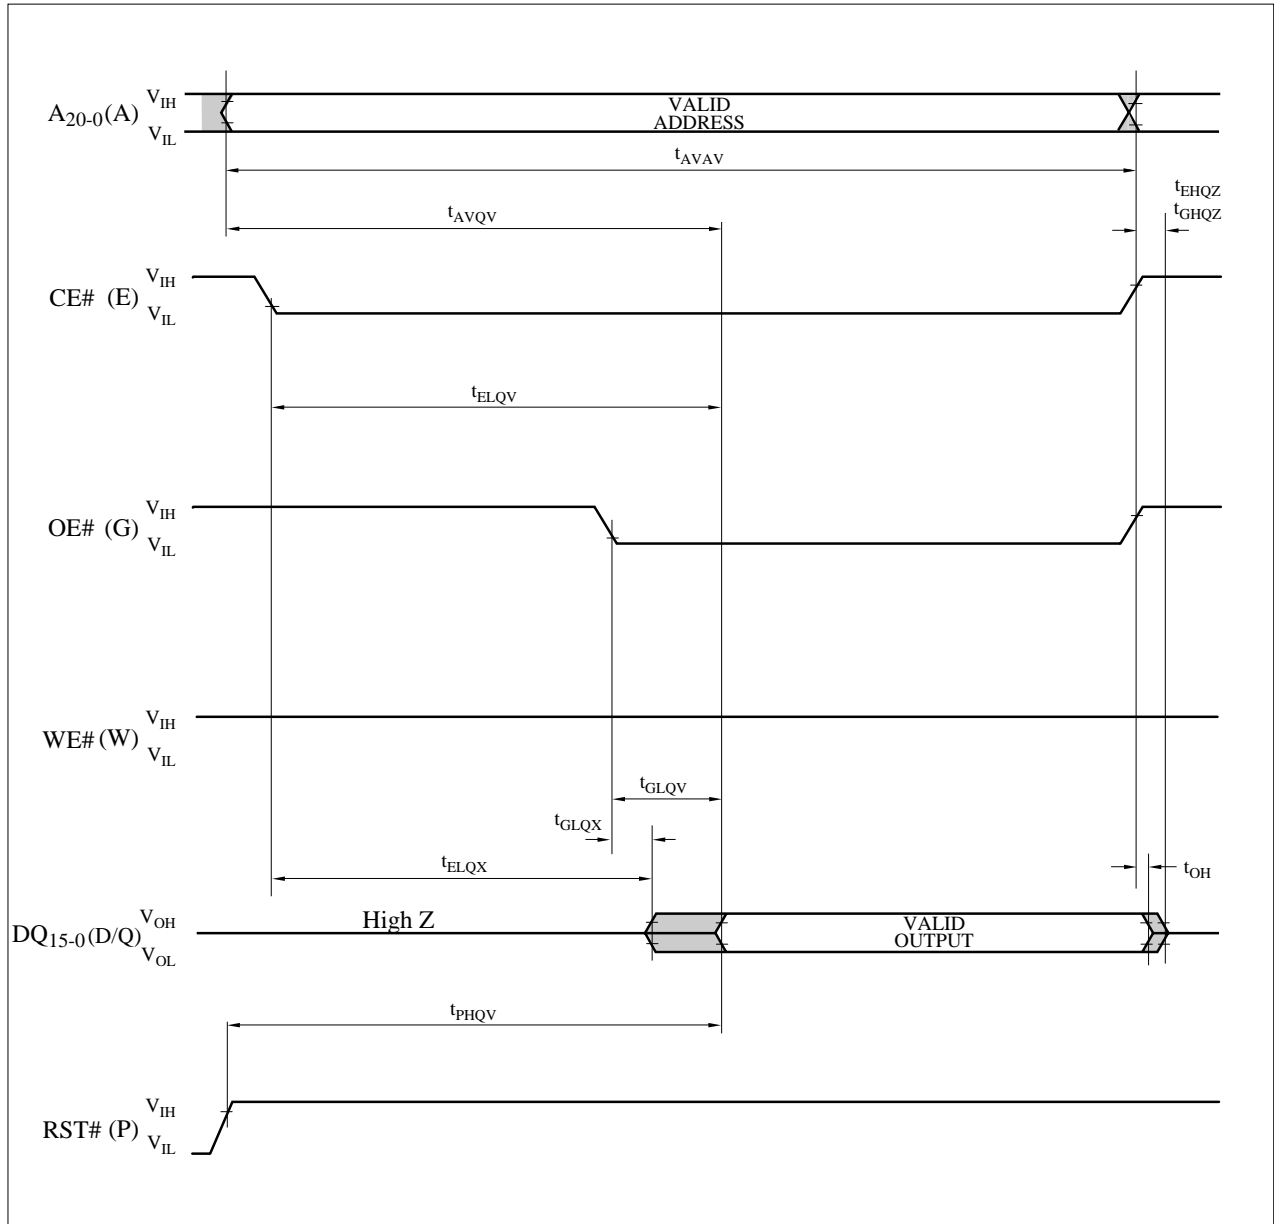 VIH
A20-0(A)
VIL
VALID
ADDRESS
tAVAV
tEHQZ
tGHQZ
tAVQV
VIH
CE# (E)
VIL
tELQV
VIH
OE# (G)
VIL
VIH
WE# (W)
VIL
tGLQV
tGLQX
tELQX
tOH
VOH
DQ15-0(D/Q)
VOL
High Z
VALID
OUTPUT
tPHQV
VIH
RST# (P)
VIL